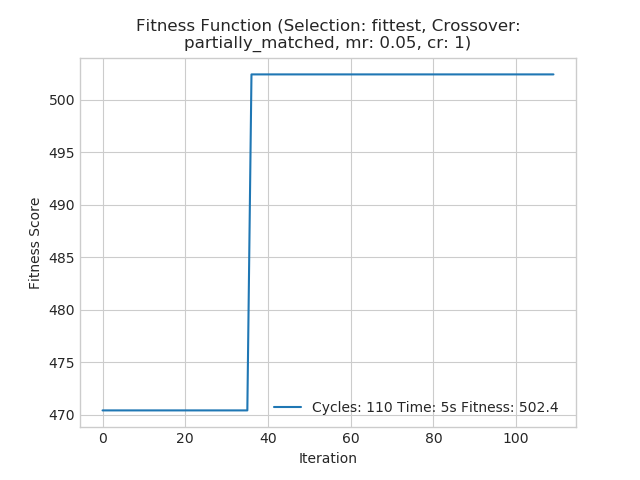 Fitness Function (Selection: fittest, Crossover:
partially_matched, mr: 0.05, cr: 1)
Fitness Score
500
495
490
485
480
475
470
Cycles: 110 Time: 5s Fitness: 502.4
0 20 40 60 80 100
Iteration